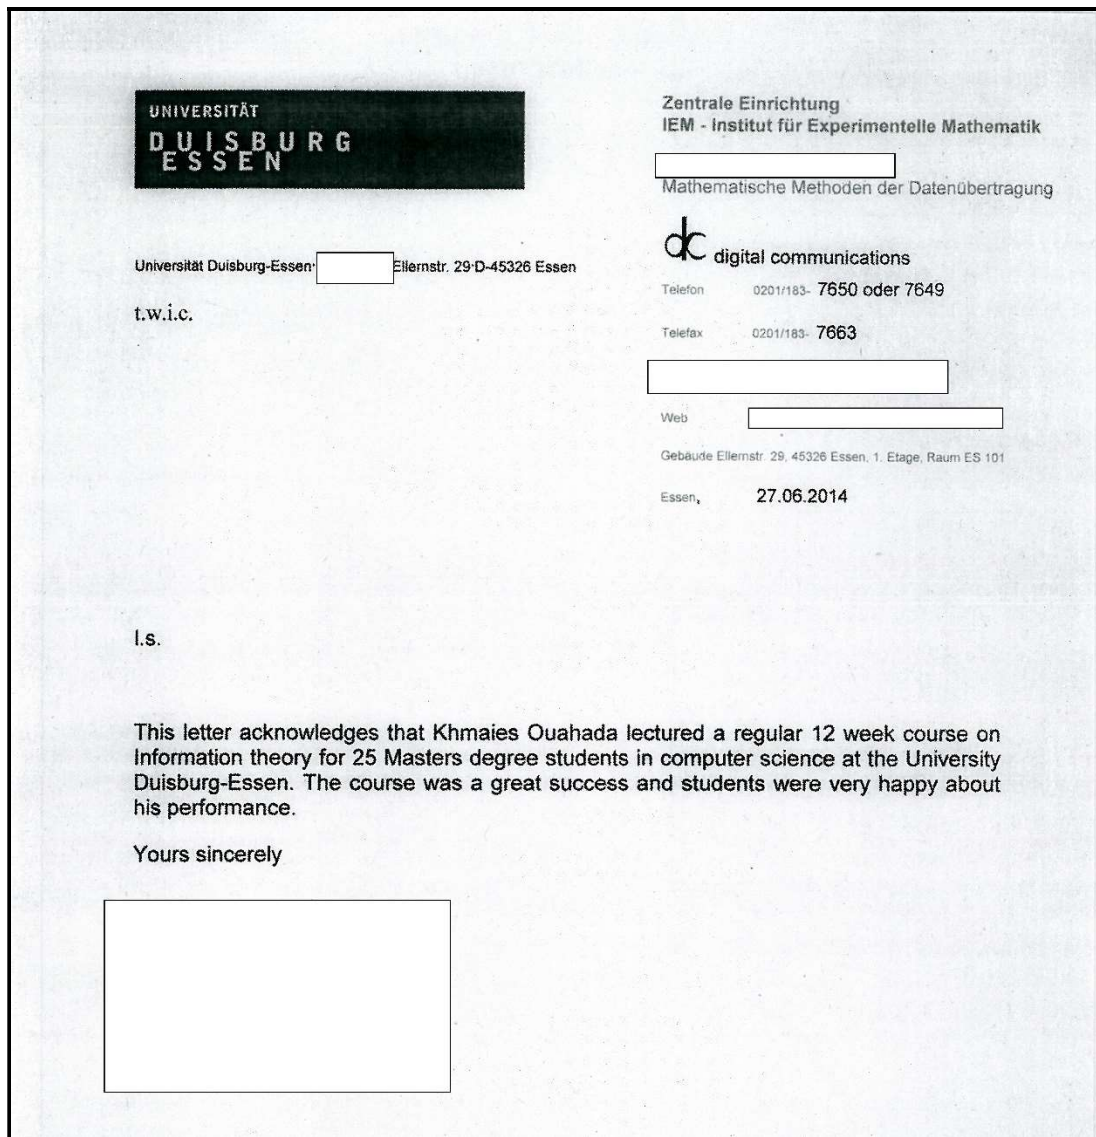 UNIVERSITÄT
DUISBURG
ESSEN
Zentrale Einrichtung
IEM - Institut für Experimentelle Mathematik
Mathematische Methoden der Datenübertragung
dc digital communications
Universität Duisburg-Essen· Ellernstr. 29·D-45326 Essen
t.w.i.c.
Telefon 0201/183- 7650 oder 7649
Telefax 0201/183- 7663
Web
Gebäude Ellernstr. 29, 45326 Essen, 1. Etage, Raum ES 101
Essen, 27.06.2014
l.s.
This letter acknowledges that Khmaies Ouahada lectured a regular 12 week course on
Information theory for 25 Masters degree students in computer science at the University
Duisburg-Essen. The course was a great success and students were very happy about
his performance.
Yours sincerely